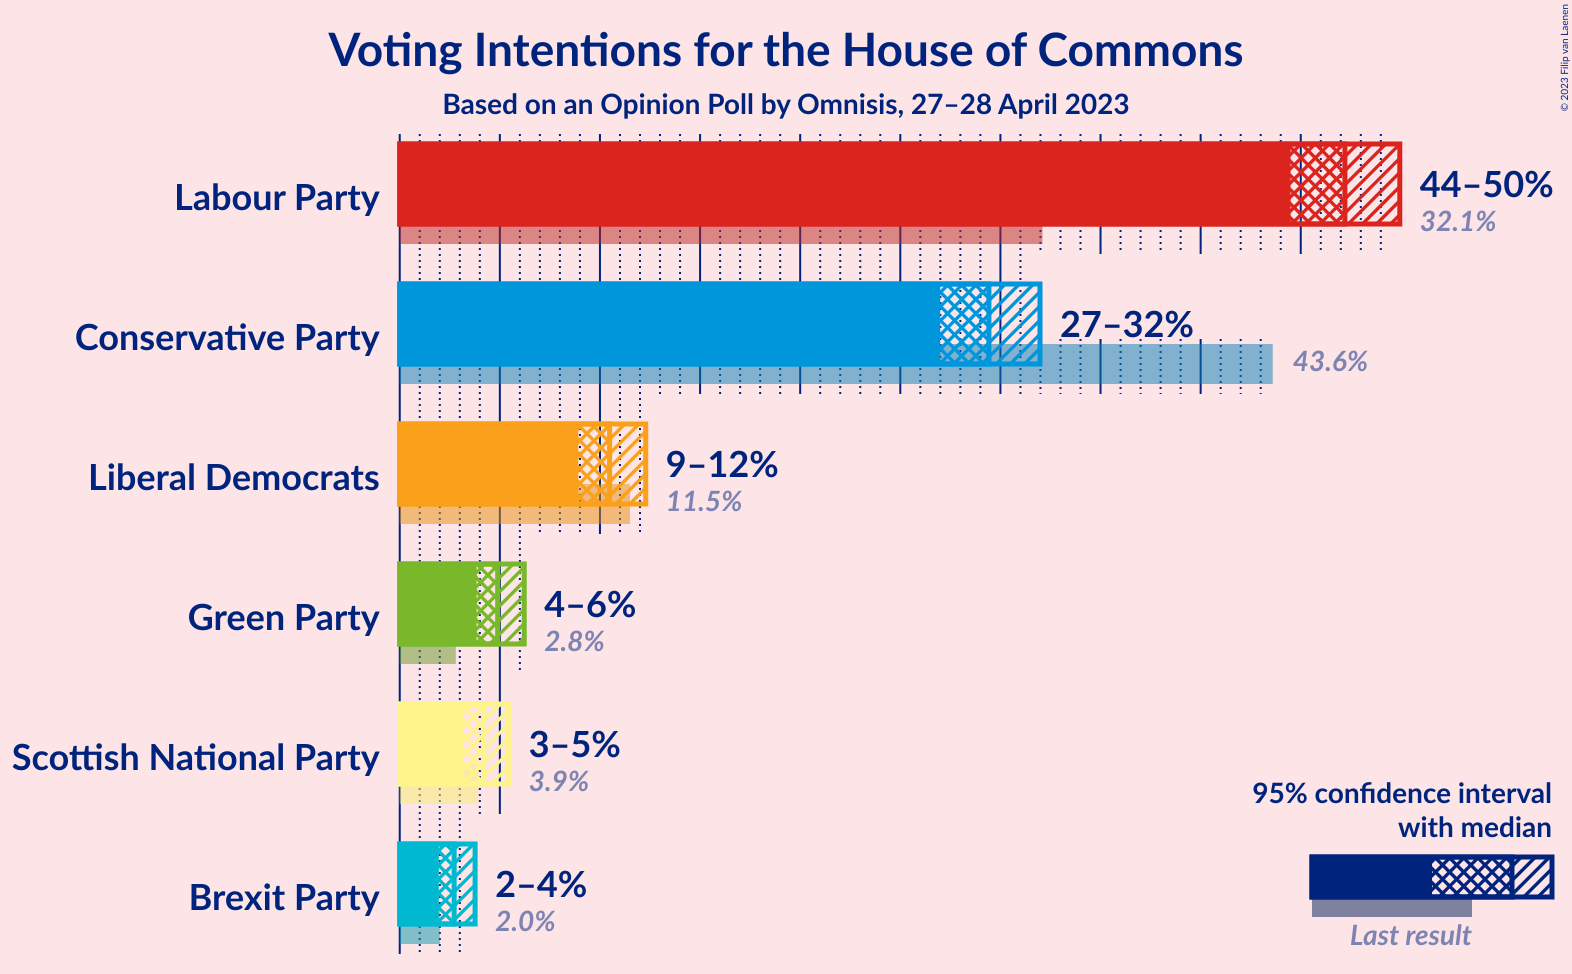 Voting Intentions for the House of Commons
Based on an Opinion Poll by Omnisis, 27–28 April 2023
© 2023 Filip van Laenen
Labour Party
44–50%
32.1%
Conservative Party
27–32%
43.6%
Liberal Democrats
9–12%
11.5%
Green Party
4–6%
2.8%
Scottish National Party
3–5%
3.9%
Brexit Party
2–4%
2.0%
95% confidence interval
with median
Last result